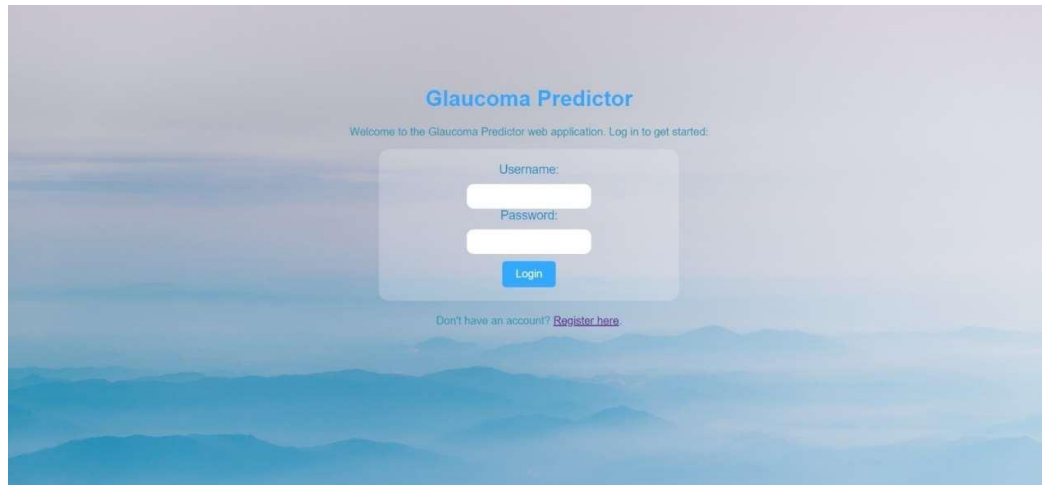 Glaucoma Predictor
Welcome to the Glaucoma Predictor web application. Log in to get started:
Username:
Password:
Login
Don't have an account? Register here.